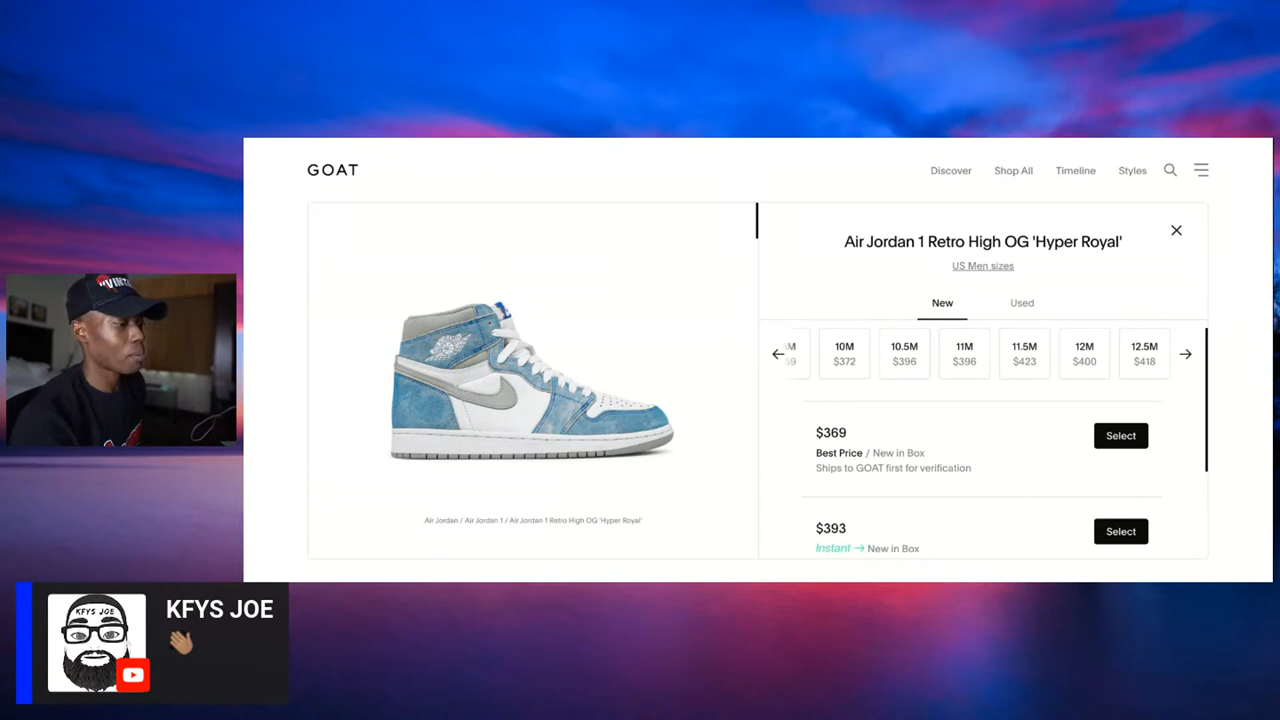 GOAT
Discover Shop All Timeline Styles
Air Jordan 1 Retro High OG 'Hyper Royal'
US Men sizes
New Used
10M 10.5M 11M 11.5M 12M 12.5M
$372 $396 $396 $423 $400 $418
$369
Select
Best Price / New in Box
Ships to GOAT first for verification
$393
Select
Instant → New in Box
Air Jordan / Air Jordan 1 / Air Jordan 1 Retro High OG 'Hyper Royal'
KFYS JOE
KFYS JOE